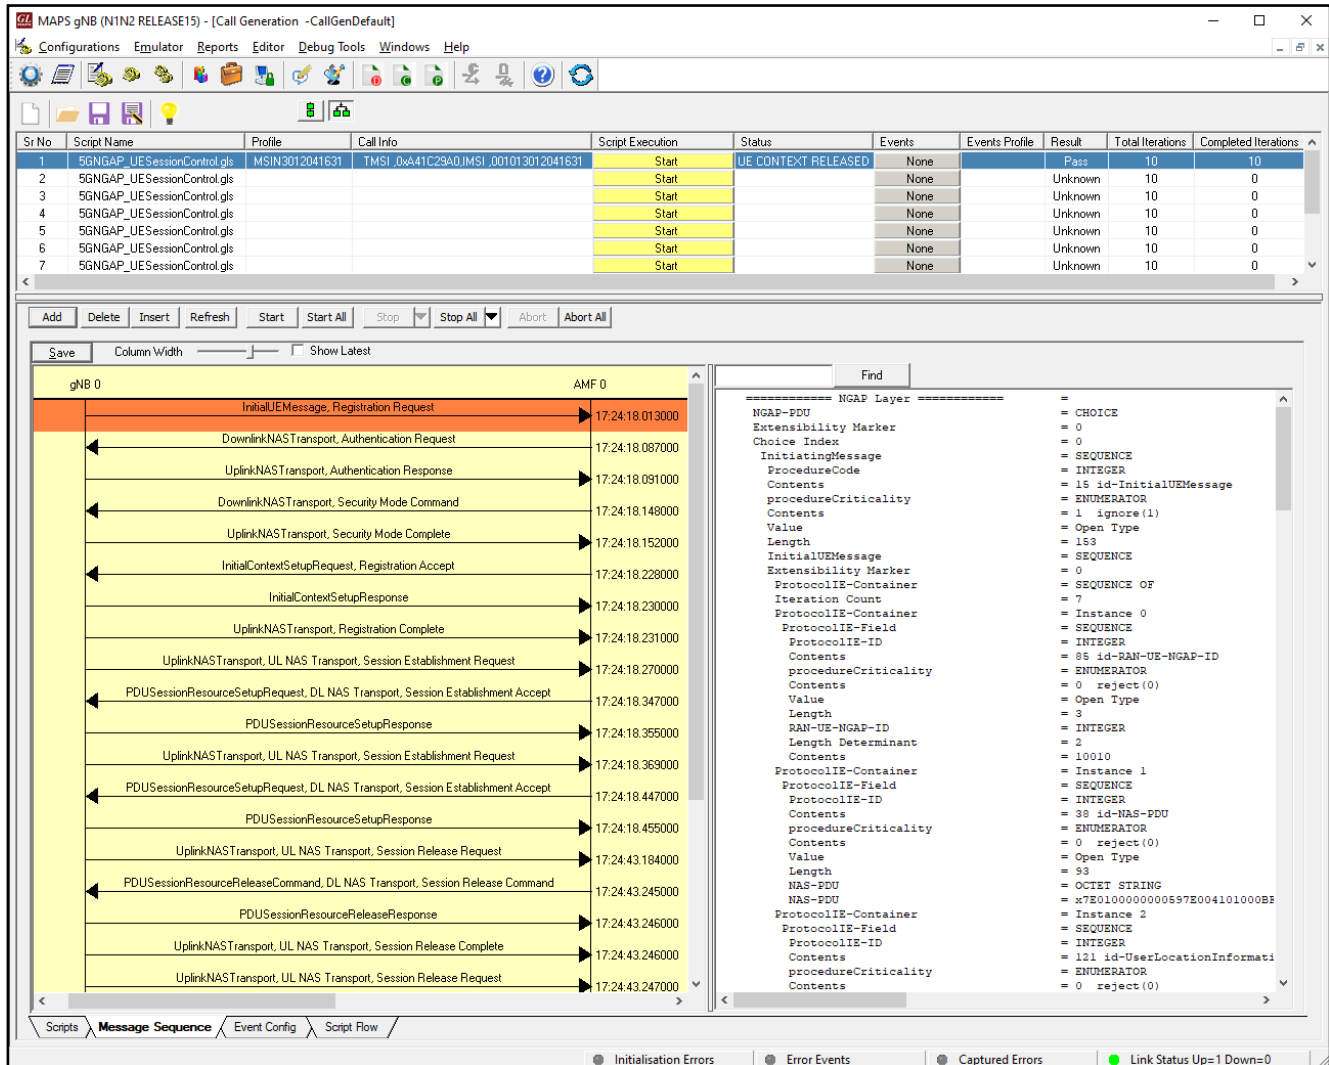 GL MAPS gNB (N1N2 RELEASE15) - [Call Generation -CallGenDefault]
Configurations Emulator Reports Editor Debug Tools Windows Help
Sr No Script Name Profile Call Info Script Execution Status Events Events Profile Result Total Iterations Completed Iterations
1 5GNGAP_UESessionControl.gls MSIN3012041631 TMSI ,0xA41C29A0,IMSI ,001013012041631 Start UE CONTEXT RELEASED None Pass 10 10
2 5GNGAP_UESessionControl.gls Start None Unknown 10 0
3 5GNGAP_UESessionControl.gls Start None Unknown 10 0
4 5GNGAP_UESessionControl.gls Start None Unknown 10 0
5 5GNGAP_UESessionControl.gls Start None Unknown 10 0
6 5GNGAP_UESessionControl.gls Start None Unknown 10 0
7 5GNGAP_UESessionControl.gls Start None Unknown 10 0
Add Delete Insert Refresh Start Start All Stop Stop All Abort Abort All
Save Column Width Show Latest
gNB 0 AMF 0
InitialUEMessage, Registration Request 17:24:18.013000
DownlinkNASTransport, Authentication Request 17:24:18.087000
UplinkNASTransport, Authentication Response 17:24:18.091000
DownlinkNASTransport, Security Mode Command 17:24:18.148000
UplinkNASTransport, Security Mode Complete 17:24:18.152000
InitialContextSetupRequest, Registration Accept 17:24:18.228000
InitialContextSetupResponse 17:24:18.230000
UplinkNASTransport, Registration Complete 17:24:18.231000
UplinkNASTransport, UL NAS Transport, Session Establishment Request 17:24:18.270000
PDUSessionResourceSetupRequest, DL NAS Transport, Session Establishment Accept 17:24:18.347000
PDUSessionResourceSetupResponse 17:24:18.355000
UplinkNASTransport, UL NAS Transport, Session Establishment Request 17:24:18.369000
PDUSessionResourceSetupRequest, DL NAS Transport, Session Establishment Accept 17:24:18.447000
PDUSessionResourceSetupResponse 17:24:18.455000
UplinkNASTransport, UL NAS Transport, Session Release Request 17:24:43.184000
PDUSessionResourceReleaseCommand, DL NAS Transport, Session Release Command 17:24:43.245000
PDUSessionResourceReleaseResponse 17:24:43.246000
UplinkNASTransport, UL NAS Transport, Session Release Complete 17:24:43.246000
UplinkNASTransport, UL NAS Transport, Session Release Request 17:24:43.247000
Find
============ NGAP Layer ============ =
NGAP-PDU = CHOICE
Extensibility Marker = 0
Choice Index = 0
InitiatingMessage = SEQUENCE
ProcedureCode = INTEGER
Contents = 15 id-InitialUEMessage
procedureCriticality = ENUMERATOR
Contents = 1 ignore(1)
Value = Open Type
Length = 153
InitialUEMessage = SEQUENCE
Extensibility Marker = 0
ProtocolIE-Container = SEQUENCE OF
Iteration Count = 7
ProtocolIE-Container = Instance 0
ProtocolIE-Field = SEQUENCE
ProtocolIE-ID = INTEGER
Contents = 85 id-RAN-UE-NGAP-ID
procedureCriticality = ENUMERATOR
Contents = 0 reject(0)
Value = Open Type
Length = 3
RAN-UE-NGAP-ID = INTEGER
Length Determinant = 2
Contents = 10010
ProtocolIE-Container = Instance 1
ProtocolIE-Field = SEQUENCE
ProtocolIE-ID = INTEGER
Contents = 38 id-NAS-PDU
procedureCriticality = ENUMERATOR
Contents = 0 reject(0)
Value = Open Type
Length = 93
NAS-PDU = OCTET STRING
NAS-PDU = x7E0100000000597E004101000BF
ProtocolIE-Container = Instance 2
ProtocolIE-Field = SEQUENCE
ProtocolIE-ID = INTEGER
Contents = 121 id-UserLocationInformati
procedureCriticality = ENUMERATOR
Contents = 0 reject(0)
Scripts Message Sequence Event Config Script Flow
Initialisation Errors Error Events Captured Errors Link Status Up=1 Down=0